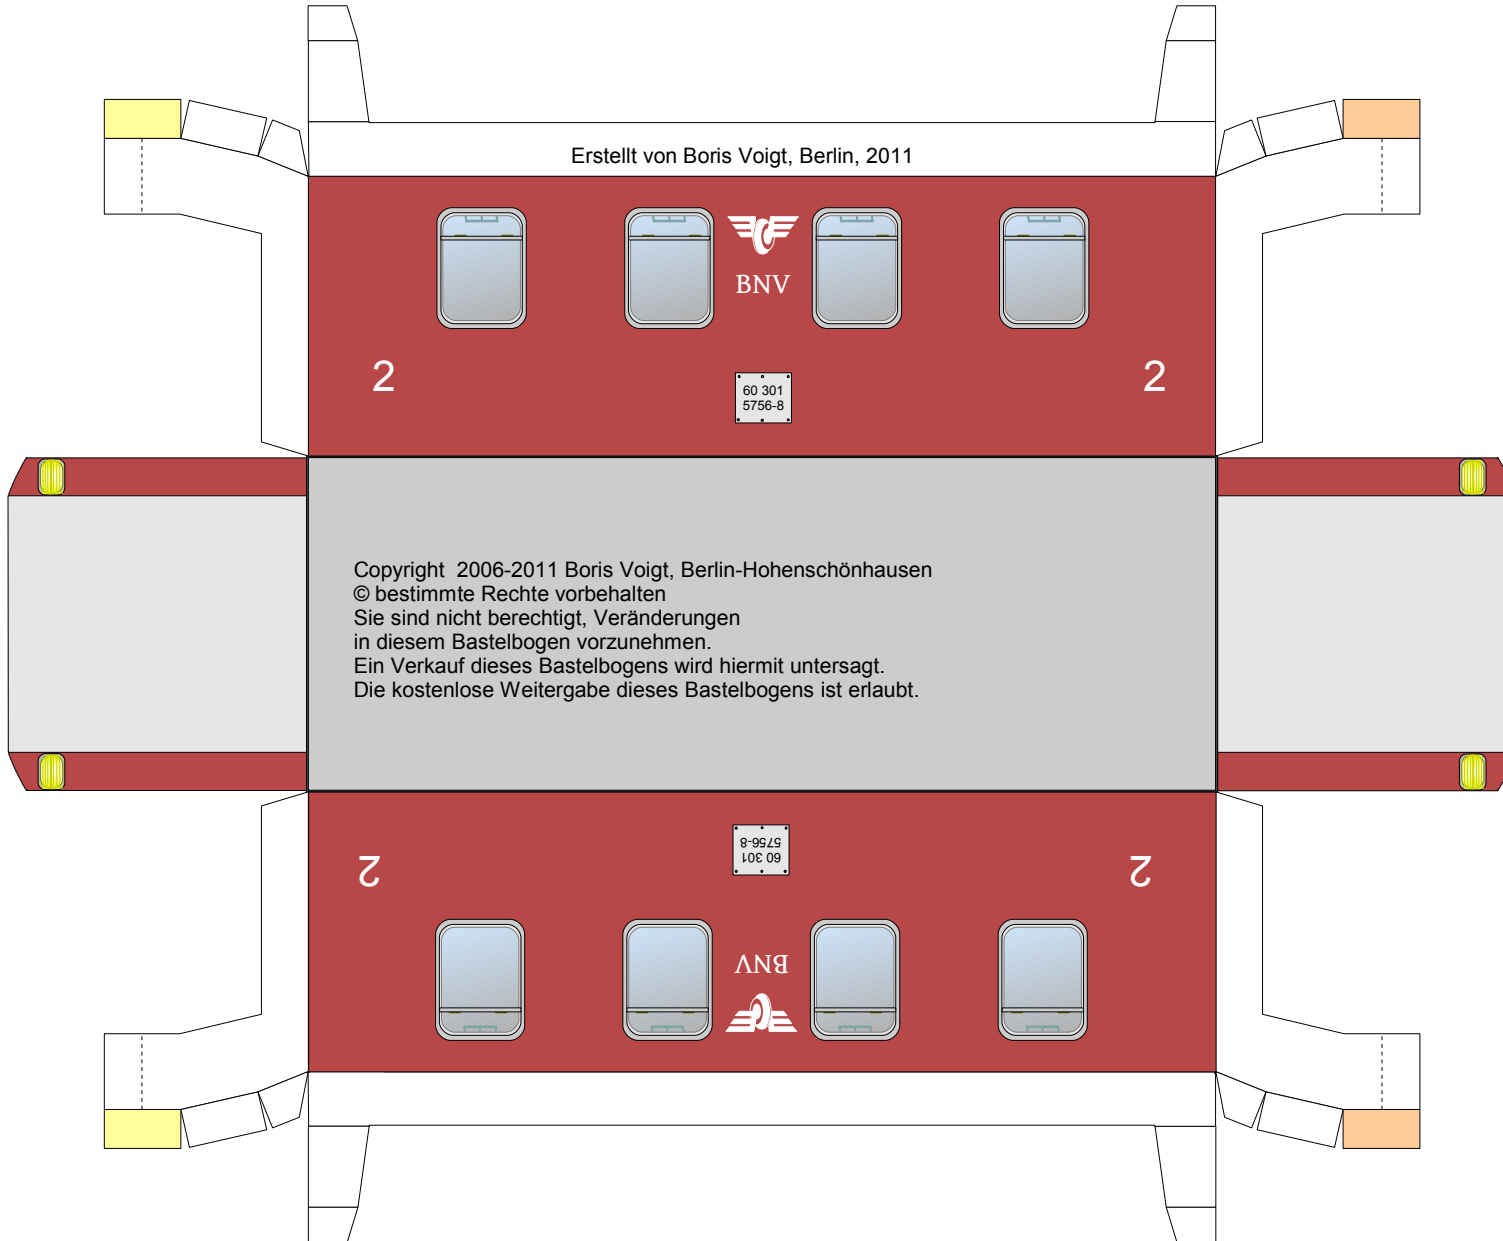 Erstellt von Boris Voigt, Berlin, 2011
BNV
2
2
60 301
5756-8
Copyright  2006-2011 Boris Voigt, Berlin-Hohenschönhausen
© bestimmte Rechte vorbehalten
Sie sind nicht berechtigt, Veränderungen
in diesem Bastelbogen vorzunehmen.
Ein Verkauf dieses Bastelbogens wird hiermit untersagt.
Die kostenlose Weitergabe dieses Bastelbogens ist erlaubt.
60 301
5756-8
2
2
BNV